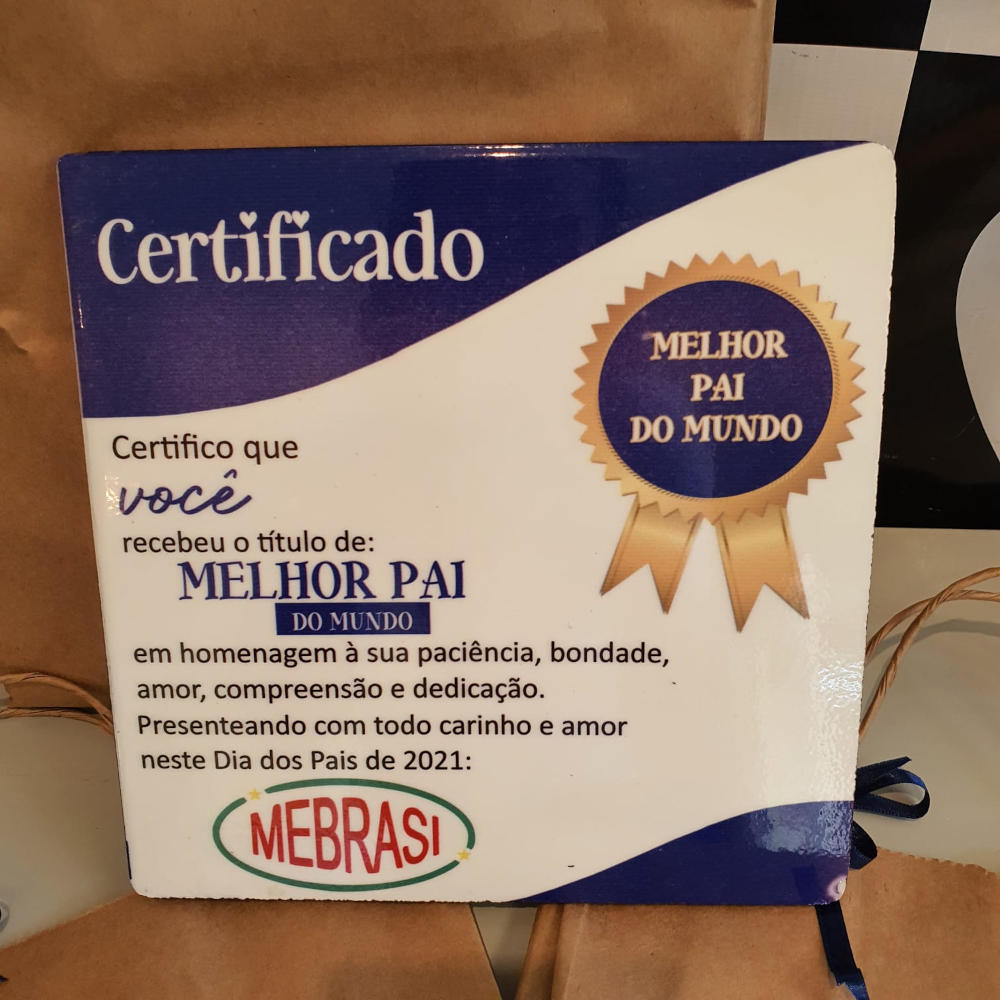 Certificado
MELHOR
PAI
DO MUNDO
Certifico que
você
recebeu o título de:
MELHOR PAI
DO MUNDO
em homenagem à sua paciência, bondade,
amor, compreensão e dedicação.
Presenteando com todo carinho e amor
neste Dia dos Pais de 2021:
MEBRASI